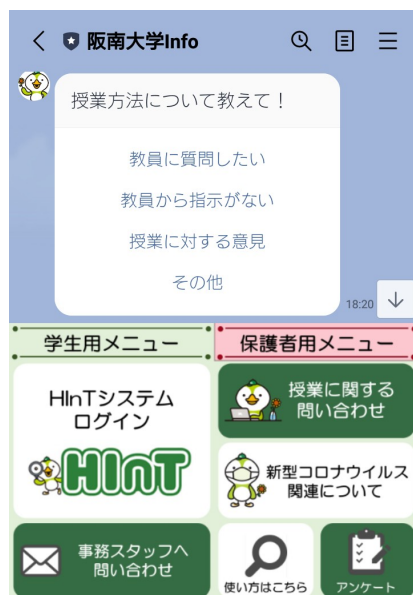 阪南大学Info
授業方法について教えて！
教員に質問したい
教員から指示がない
授業に対する意見
その他
18:20
学生用メニュー
保護者用メニュー
HInTシステム
ログイン
HInT
授業に関する
問い合わせ
新型コロナウイルス
関連について
事務スタッフへ
問い合わせ
使い方はこちら
アンケート